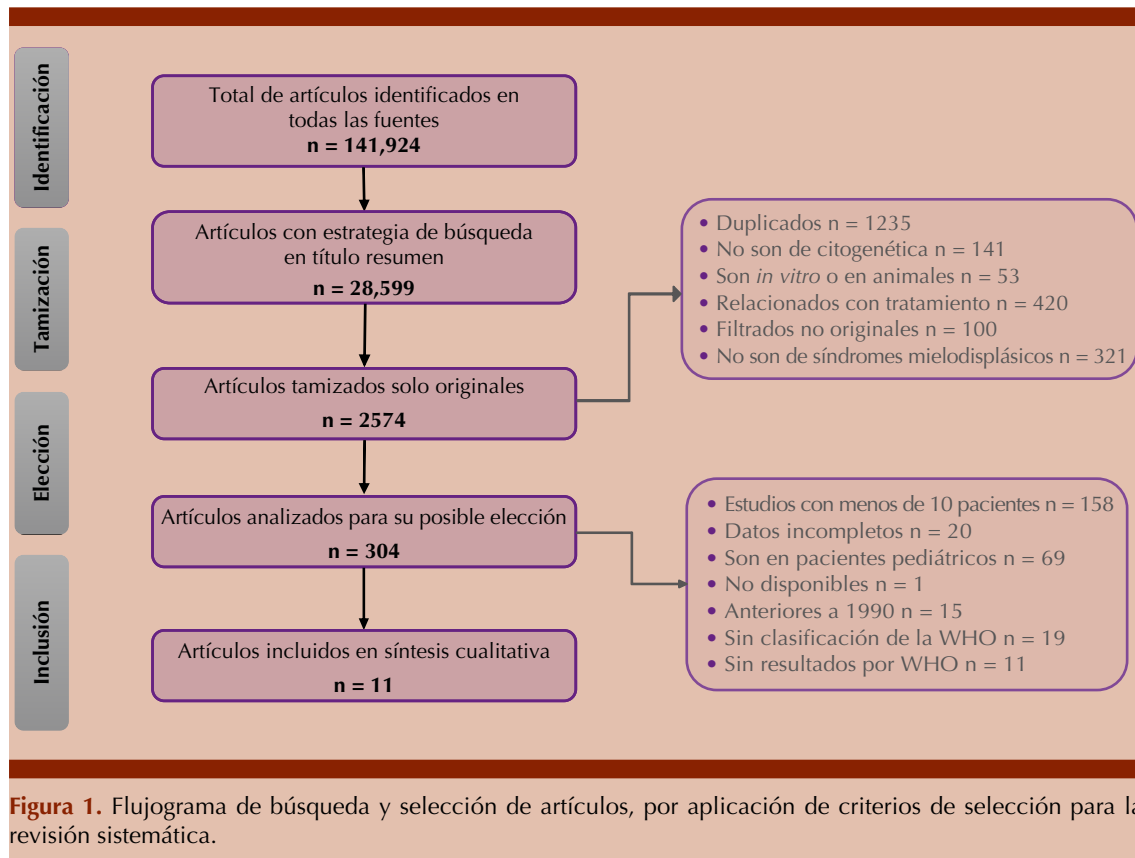 Identificación
Total de artículos identificados en
todas las fuentes
n = 141,924
Tamización
Artículos con estrategia de búsqueda
en título resumen
n = 28,599
• Duplicados n = 1235
• No son de citogenética n = 141
• Son in vitro o en animales n = 53
• Relacionados con tratamiento n = 420
• Filtrados no originales n = 100
• No son de síndromes mielodisplásicos n = 321
Artículos tamizados solo originales
n = 2574
Elección
Artículos analizados para su posible elección
n = 304
• Estudios con menos de 10 pacientes n = 158
• Datos incompletos n = 20
• Son en pacientes pediátricos n = 69
• No disponibles n = 1
• Anteriores a 1990 n = 15
• Sin clasificación de la WHO n = 19
• Sin resultados por WHO n = 11
Inclusión
Artículos incluidos en síntesis cualitativa
n = 11
Figura 1. Flujograma de búsqueda y selección de artículos, por aplicación de criterios de selección para la
revisión sistemática.